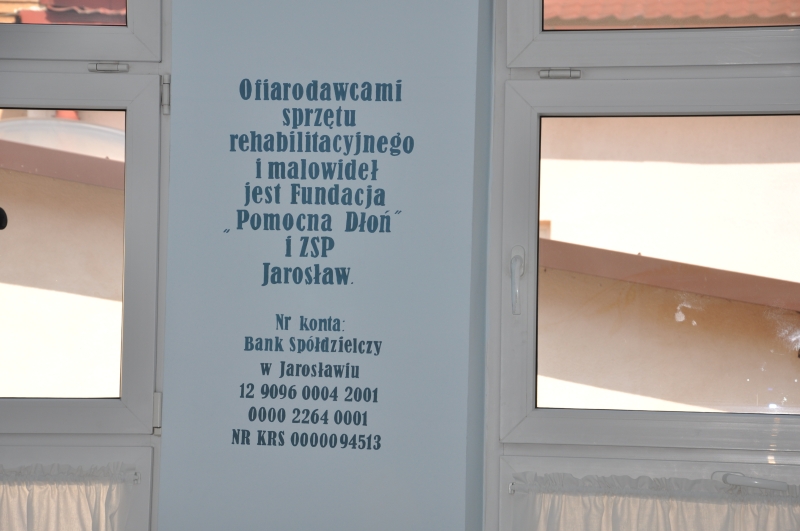 Ofiarodawcami
sprzętu
rehabilitacyjnego
i malowideł
jest Fundacja
„Pomocna Dłoń"
i ZSP
Jarosław.
Nr konta:
Bank Spółdzielczy
w Jarosławiu
12 9096 0004 2001
0000 2264 0001
NR KRS 0000094513